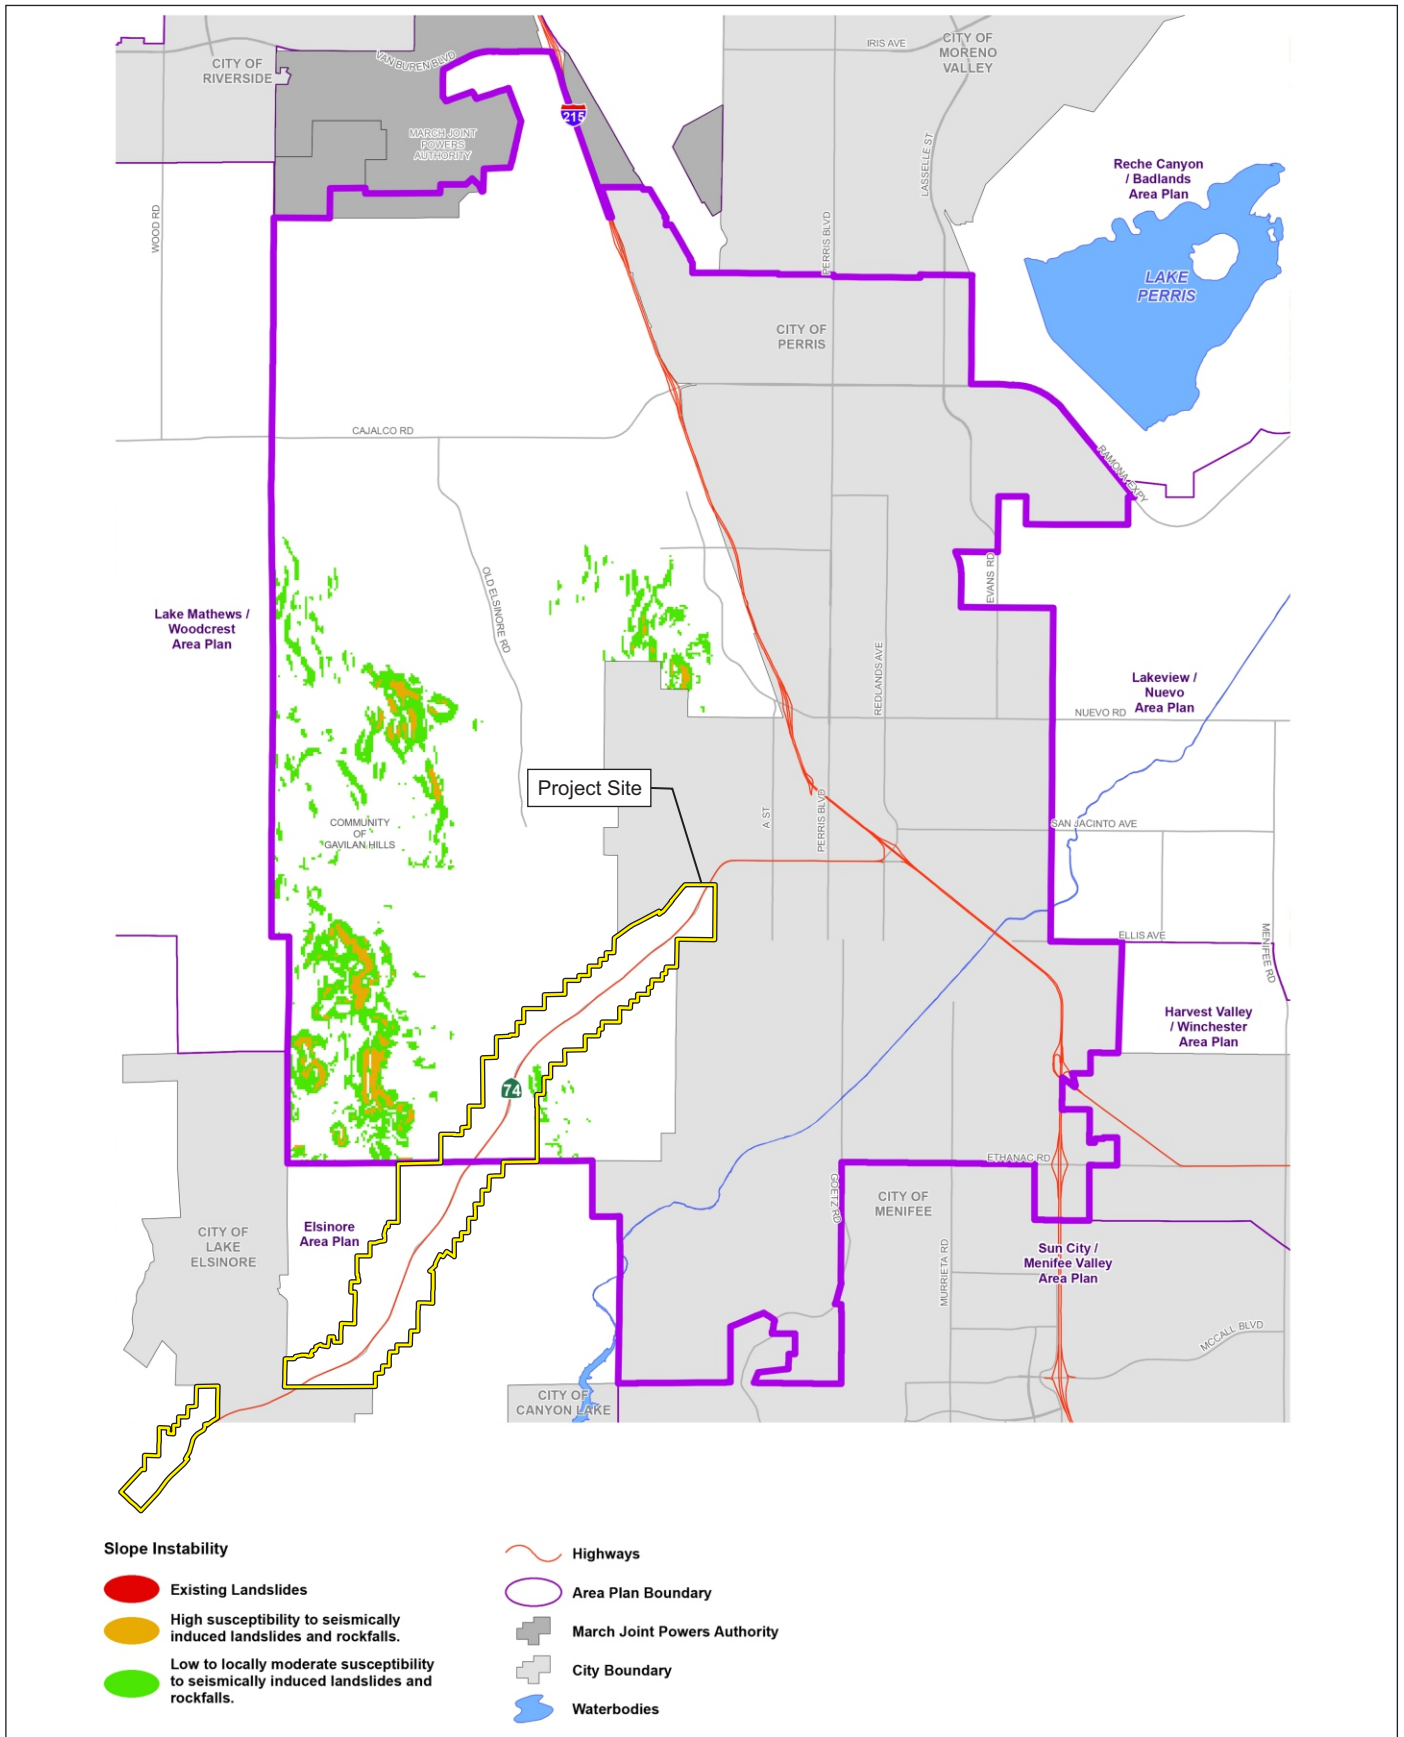 CITY OF
RIVERSIDE
VAN BUREN BLVD
IRIS AVE
CITY OF
MORENO
VALLEY
215
MARCH JOINT
POWERS
AUTHORITY
LASSELLE ST
Reche Canyon
/ Badlands
Area Plan
WOOD RD
PERRIS BLVD
LAKE
PERRIS
CITY OF
PERRIS
CAJALCO RD
RAMONA EXPY
OLD ELSINORE RD
EVANS RD
Lake Mathews /
Woodcrest
Area Plan
REDLANDS AVE
Lakeview /
Nuevo
Area Plan
NUEVO RD
Project Site
A ST
PERRIS BLVD
SAN JACINTO AVE
COMMUNITY
OF
GAVILAN HILLS
ELLIS AVE
MENIFEE RD
Harvest Valley
/ Winchester
Area Plan
74
ETHANAC RD
GOETZ RD
CITY OF
MENIFEE
CITY OF
LAKE
ELSINORE
Elsinore
Area Plan
MURRIETA RD
Sun City /
Menifee Valley
Area Plan
MCCALL BLVD
CITY OF
CANYON LAKE
Slope Instability
Existing Landslides
High susceptibility to seismically
induced landslides and rockfalls.
Low to locally moderate susceptibility
to seismically induced landslides and
rockfalls.
Highways
Area Plan Boundary
March Joint Powers Authority
City Boundary
Waterbodies